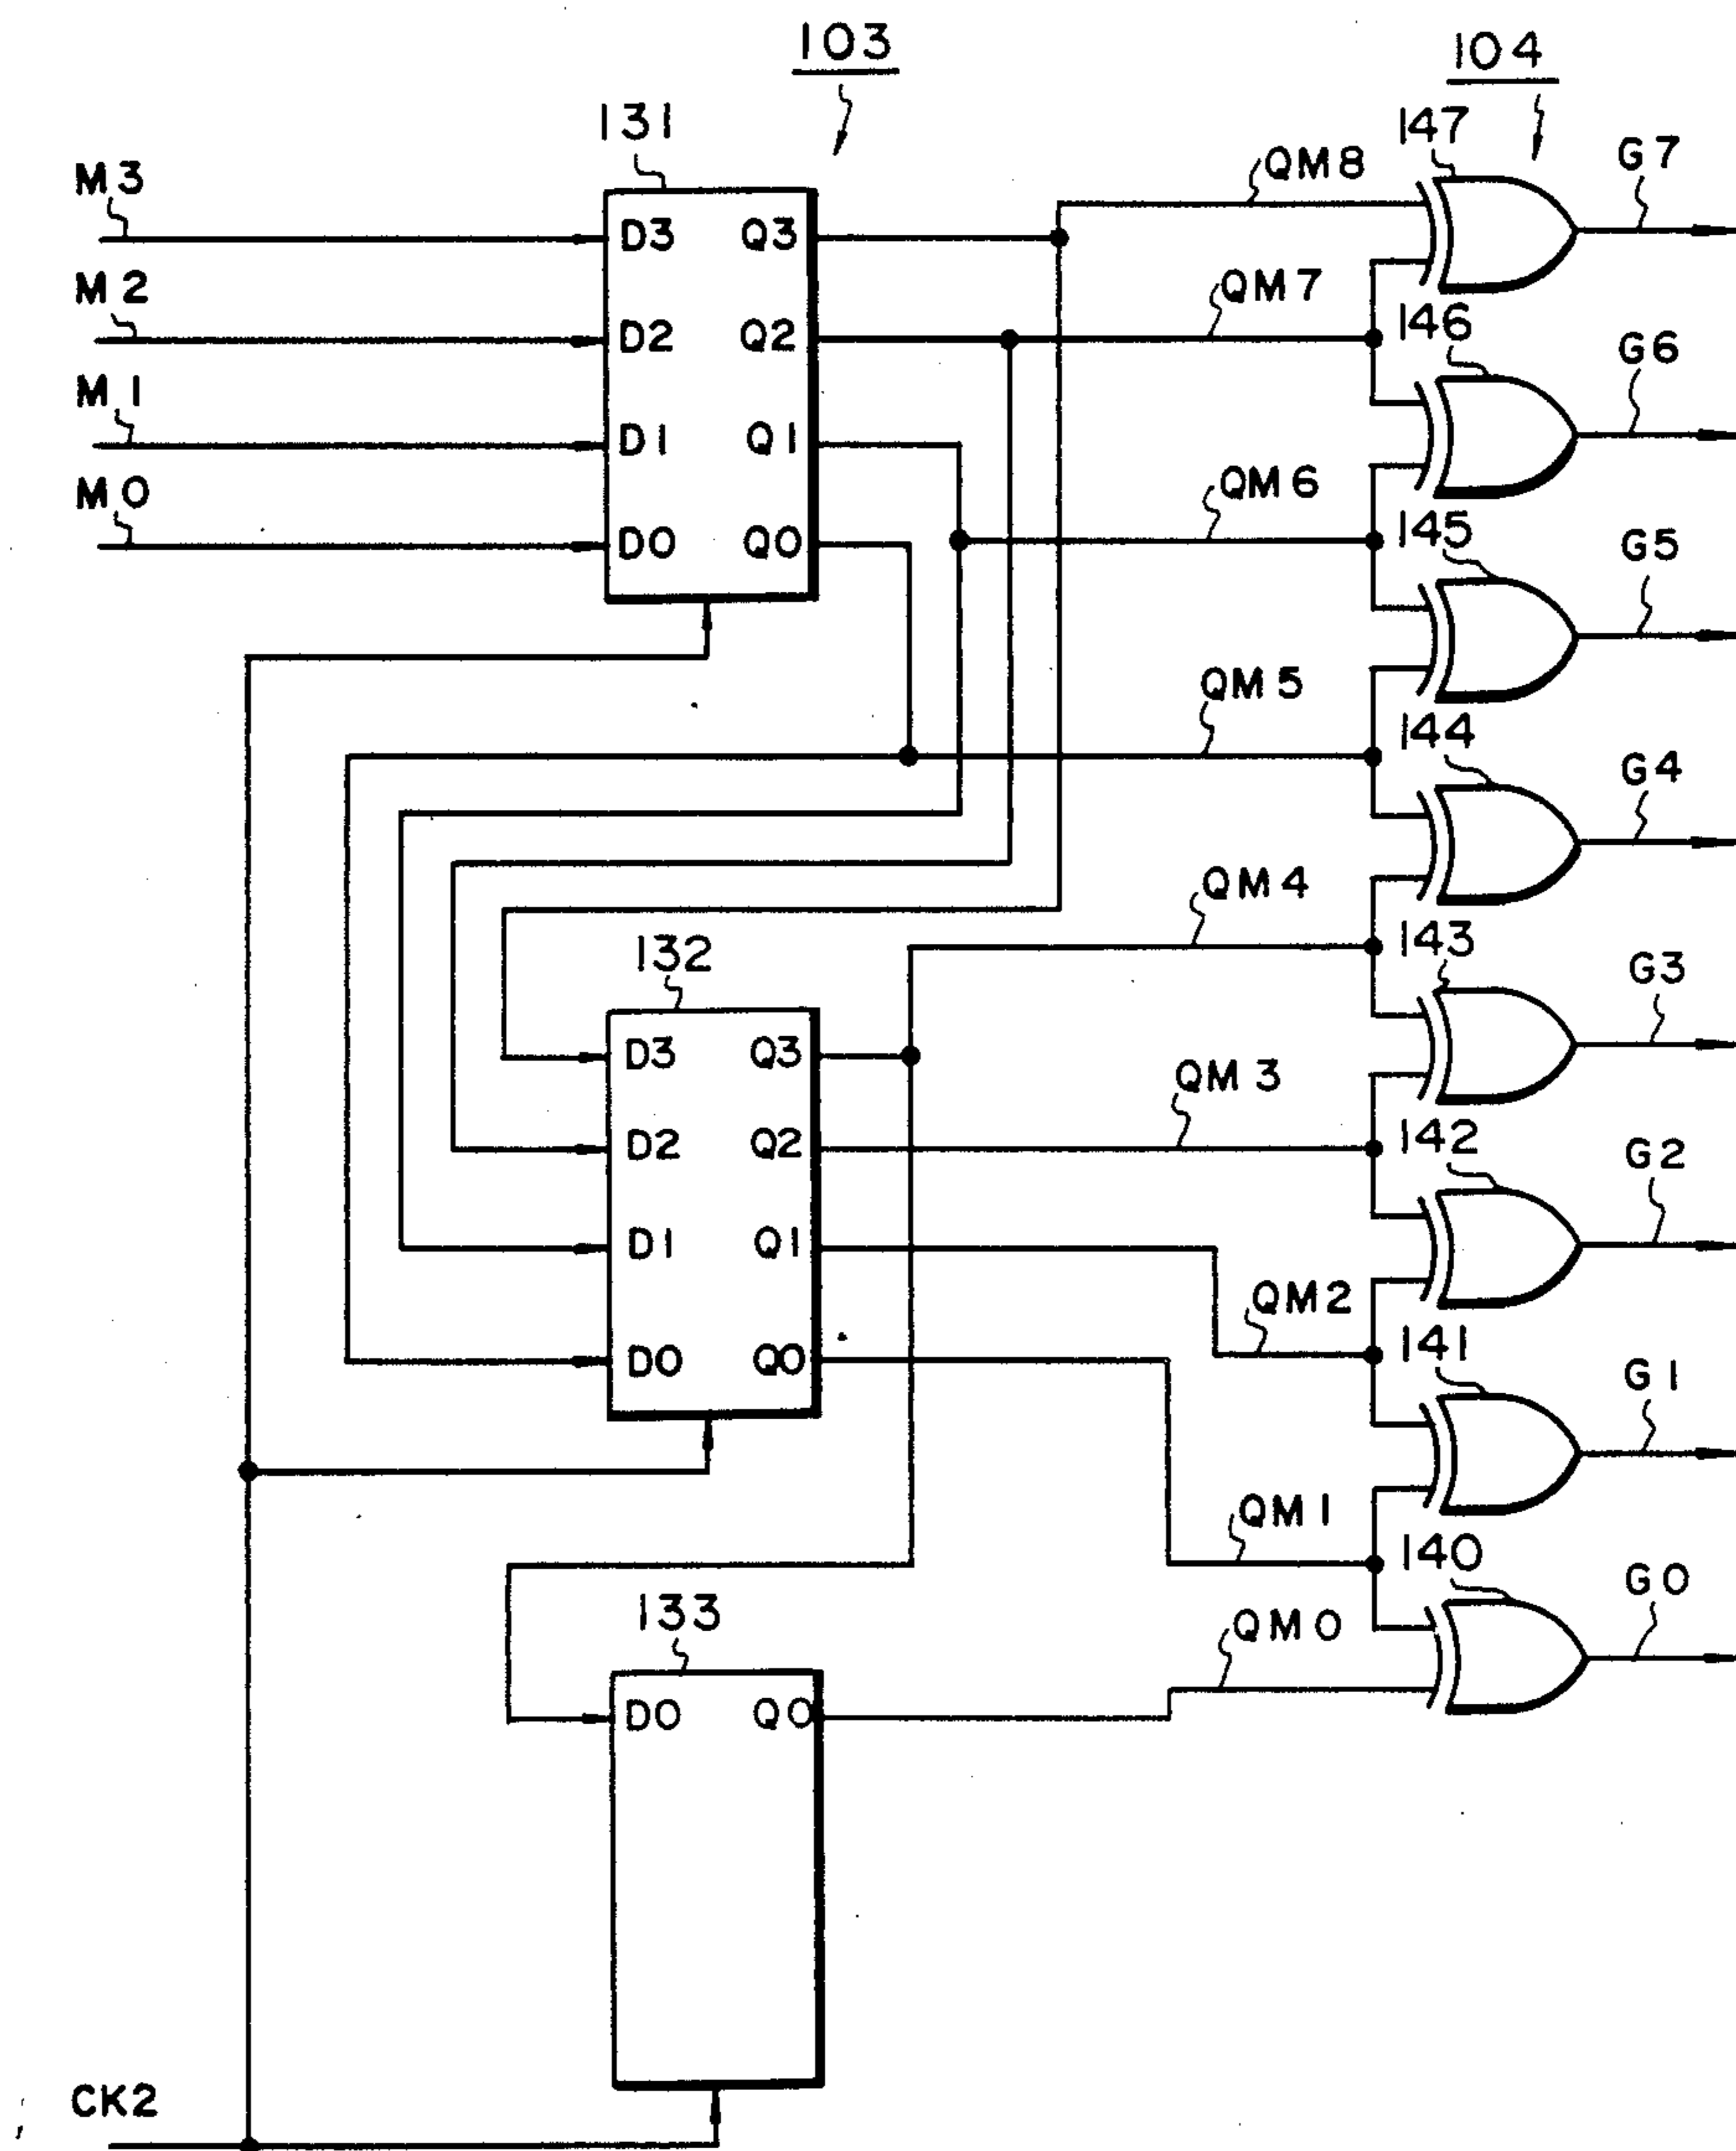 103
104
131
147
M3
QM8
G7
D3 Q3
M2
QM7
146
G6
D2 Q2
M1
D1 Q1
QM6
145
G5
M0
D0 Q0
QM5
144
G4
QM4
143
G3
132
D3 Q3
QM3
142
G2
D2 Q2
D1 Q1
QM2
141
G1
D0 Q0
QM1
140
G0
133
QM0
D0 Q0
CK2